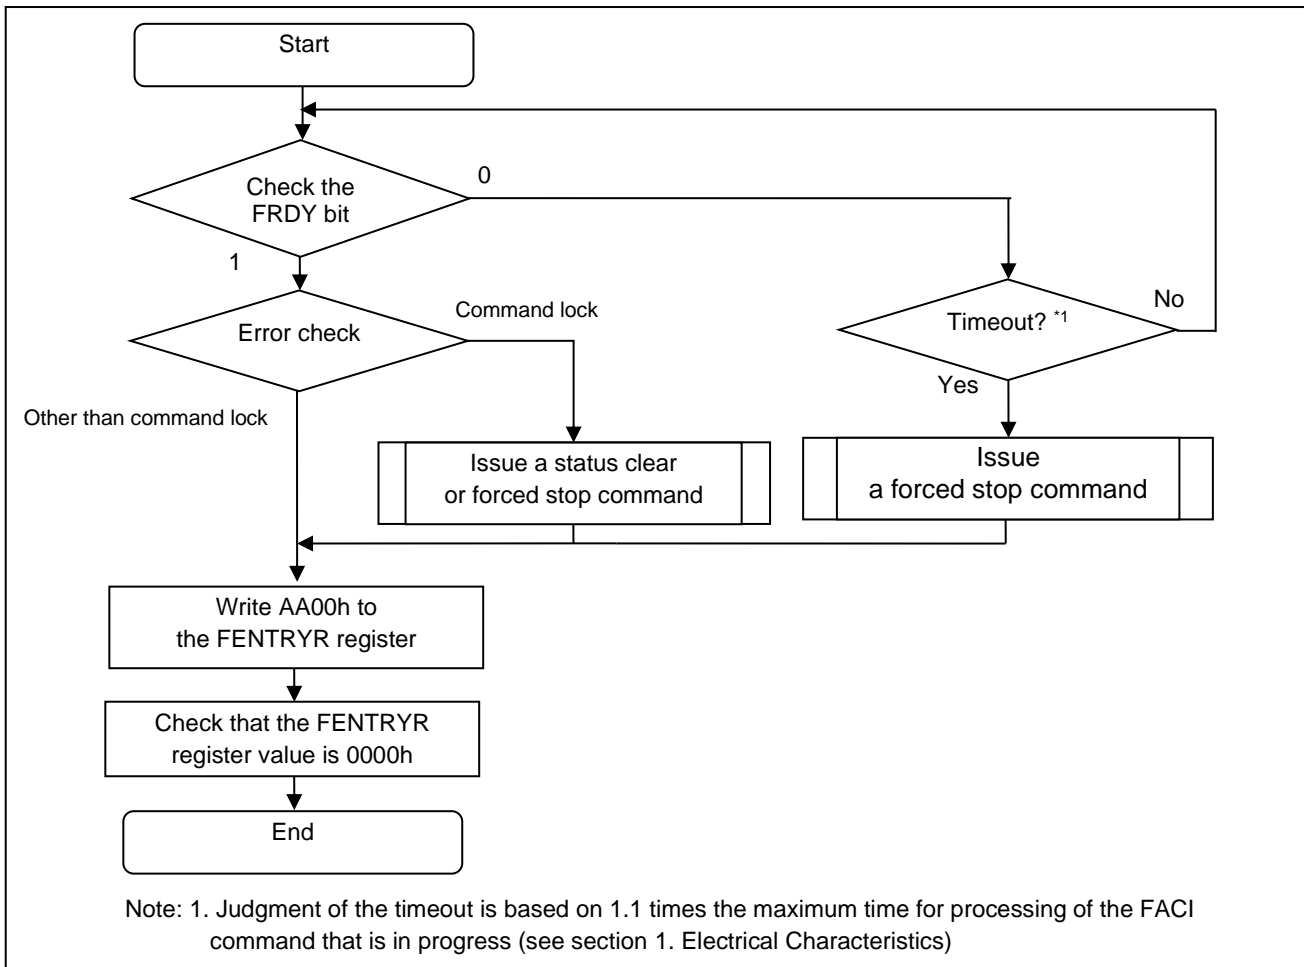 Start
Check the
FRDY bit
0
1
Error check
Command lock
Timeout? *1
No
Yes
Other than command lock
Issue a status clear
or forced stop command
Issue
a forced stop command
Write AA00h to
the FENTRYR register
Check that the FENTRYR
register value is 0000h
End
Note: 1. Judgment of the timeout is based on 1.1 times the maximum time for processing of the FACI
command that is in progress (see section 1. Electrical Characteristics)